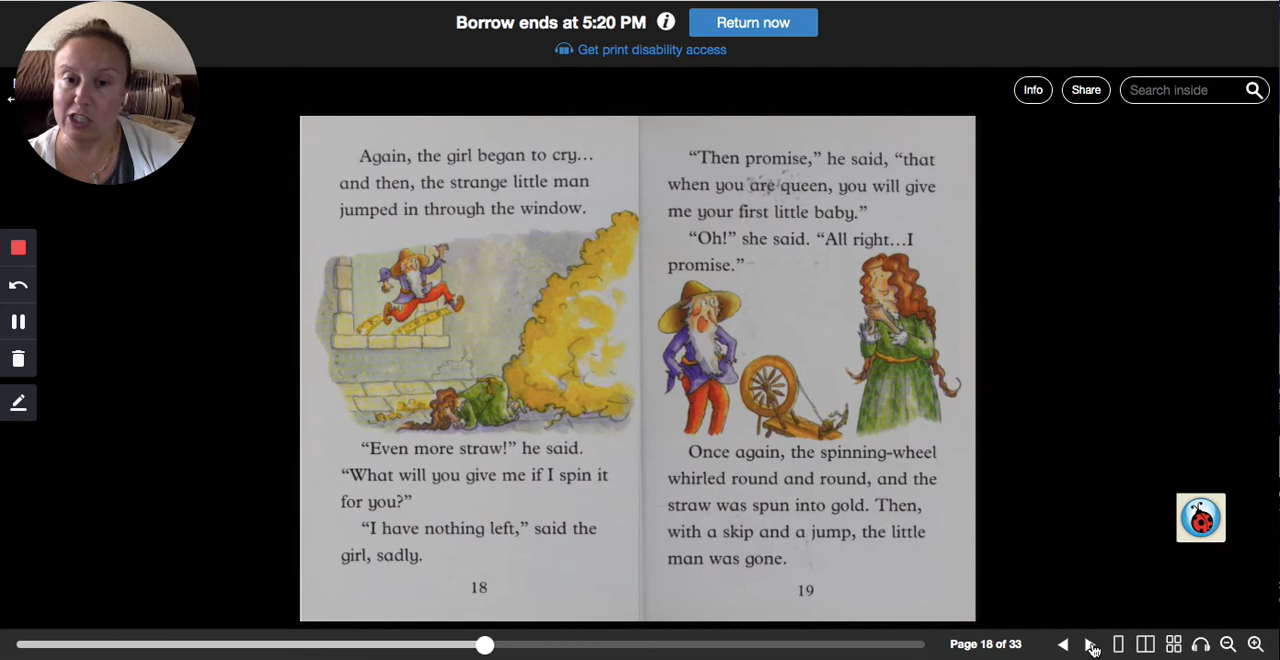 Borrow ends at 5:20 PM i Return now
Get print disability access
Info Share Search inside
Again, the girl began to cry...
and then, the strange little man
jumped in through the window.
“Even more straw!” he said.
“What will you give me if I spin it
for you?”
“I have nothing left,” said the
girl, sadly.
18
“Then promise,” he said, “that
when you are queen, you will give
me your first little baby.”
“Oh!” she said. “All right...I
promise.”
Once again, the spinning-wheel
whirled round and round, and the
straw was spun into gold. Then,
with a skip and a jump, the little
man was gone.
19
Page 18 of 33